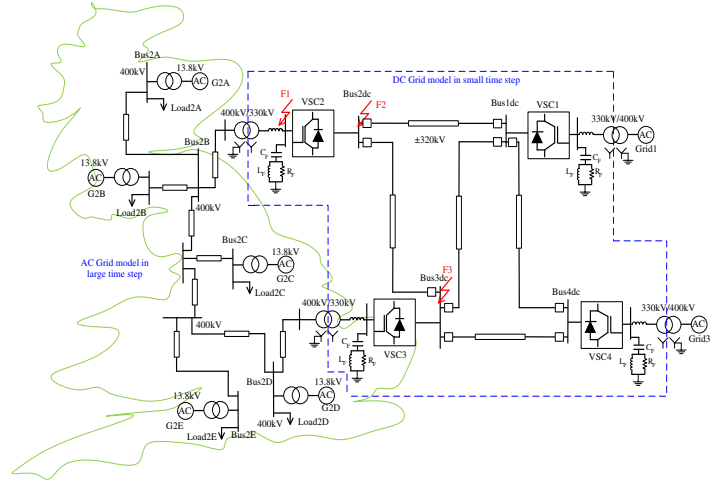 Bus2A
13.8kV
400kV
AC
G2A
Load2A
DC Grid model in small time step
F1
VSC2
Bus2dc
F2
VSC1
Bus1dc
330kV/400kV
400kV/330kV
AC
Grid1
±320kV
Bus2B
13.8kV
AC
G2B
Load2B
400kV
C_F
L_F
R_F
C_F
L_F
R_F
AC Grid model in
large time step
Bus2C
13.8kV
AC
G2C
Load2C
Bus3dc
F3
Bus4dc
400kV/330kV
330kV/400kV
AC
Grid3
400kV
VSC3
VSC4
C_F
L_F
R_F
C_F
L_F
R_F
Bus2D
13.8kV
AC
G2D
Load2D
400kV
13.8kV
AC
G2E
Load2E
Bus2E